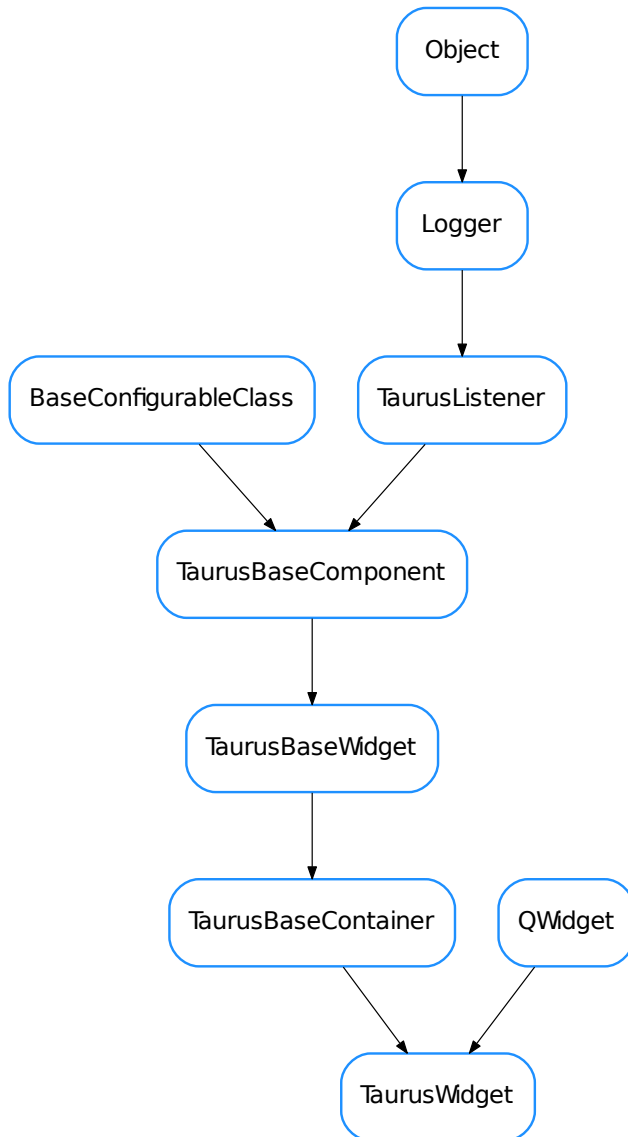 Object
Logger
BaseConfigurableClass
TaurusListener
TaurusBaseComponent
TaurusBaseWidget
TaurusBaseContainer
QWidget
TaurusWidget